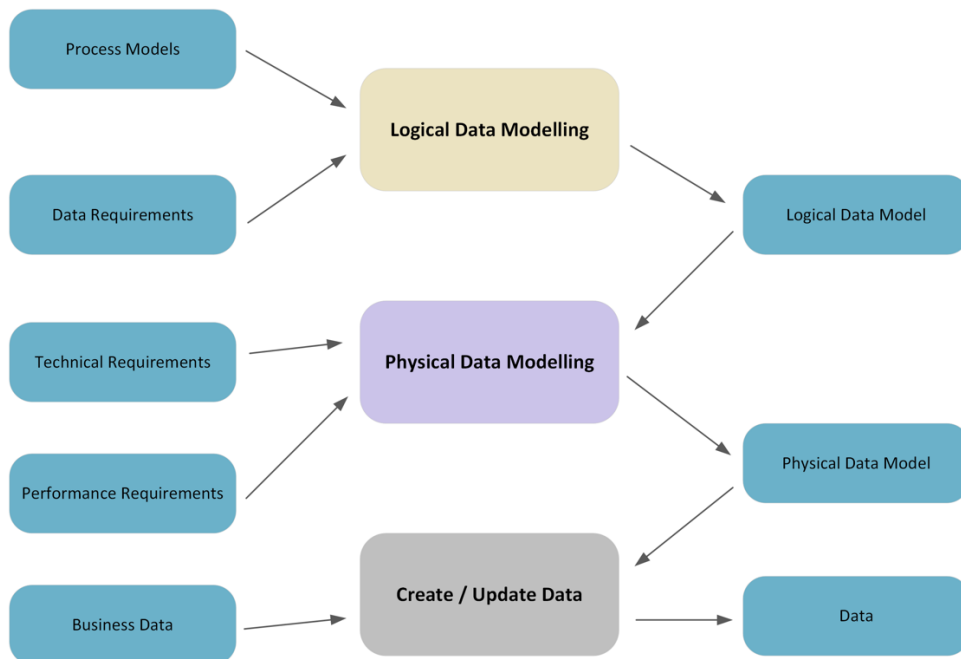 Process Models
Logical Data Modelling
Data Requirements
Logical Data Model
Technical Requirements
Physical Data Modelling
Performance Requirements
Physical Data Model
Create / Update Data
Business Data
Data